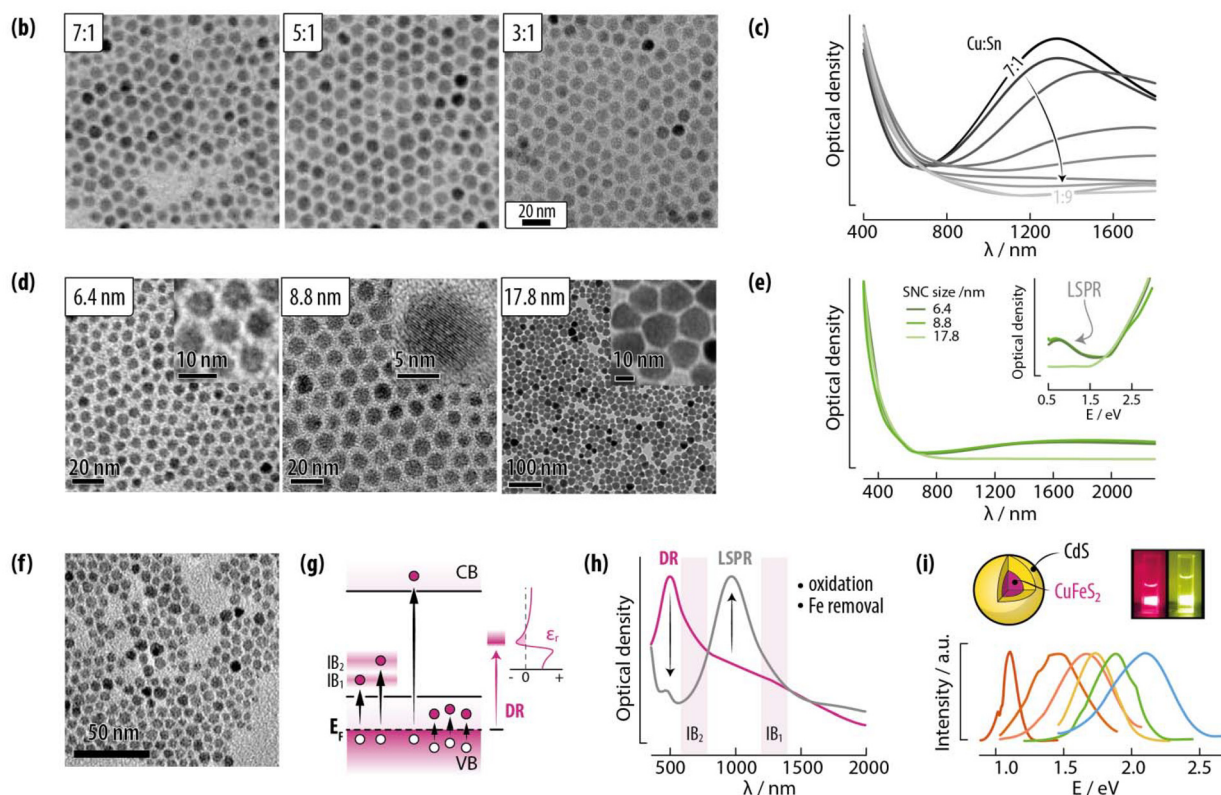 (b)
7:1
5:1
3:1
20 nm
(c)
Cu:Sn
7:1
1:9
Optical density
400
800
1200
1600
λ / nm
(d)
6.4 nm
10 nm
20 nm
8.8 nm
5 nm
20 nm
17.8 nm
10 nm
100 nm
(e)
SNC size /nm
6.4
8.8
17.8
Optical density
LSPR
Optical density
0.5
1.5
2.5
E / eV
400
800
1200
1600
2000
λ / nm
(f)
50 nm
(g)
CB
IB2
IB1
EF
VB
DR
εr
- 0 +
(h)
DR
LSPR
• oxidation
• Fe removal
Optical density
IB2
IB1
500
1000
1500
2000
λ / nm
(i)
CdS
CuFeS2
Intensity / a.u.
1.0
1.5
2.0
2.5
E / eV